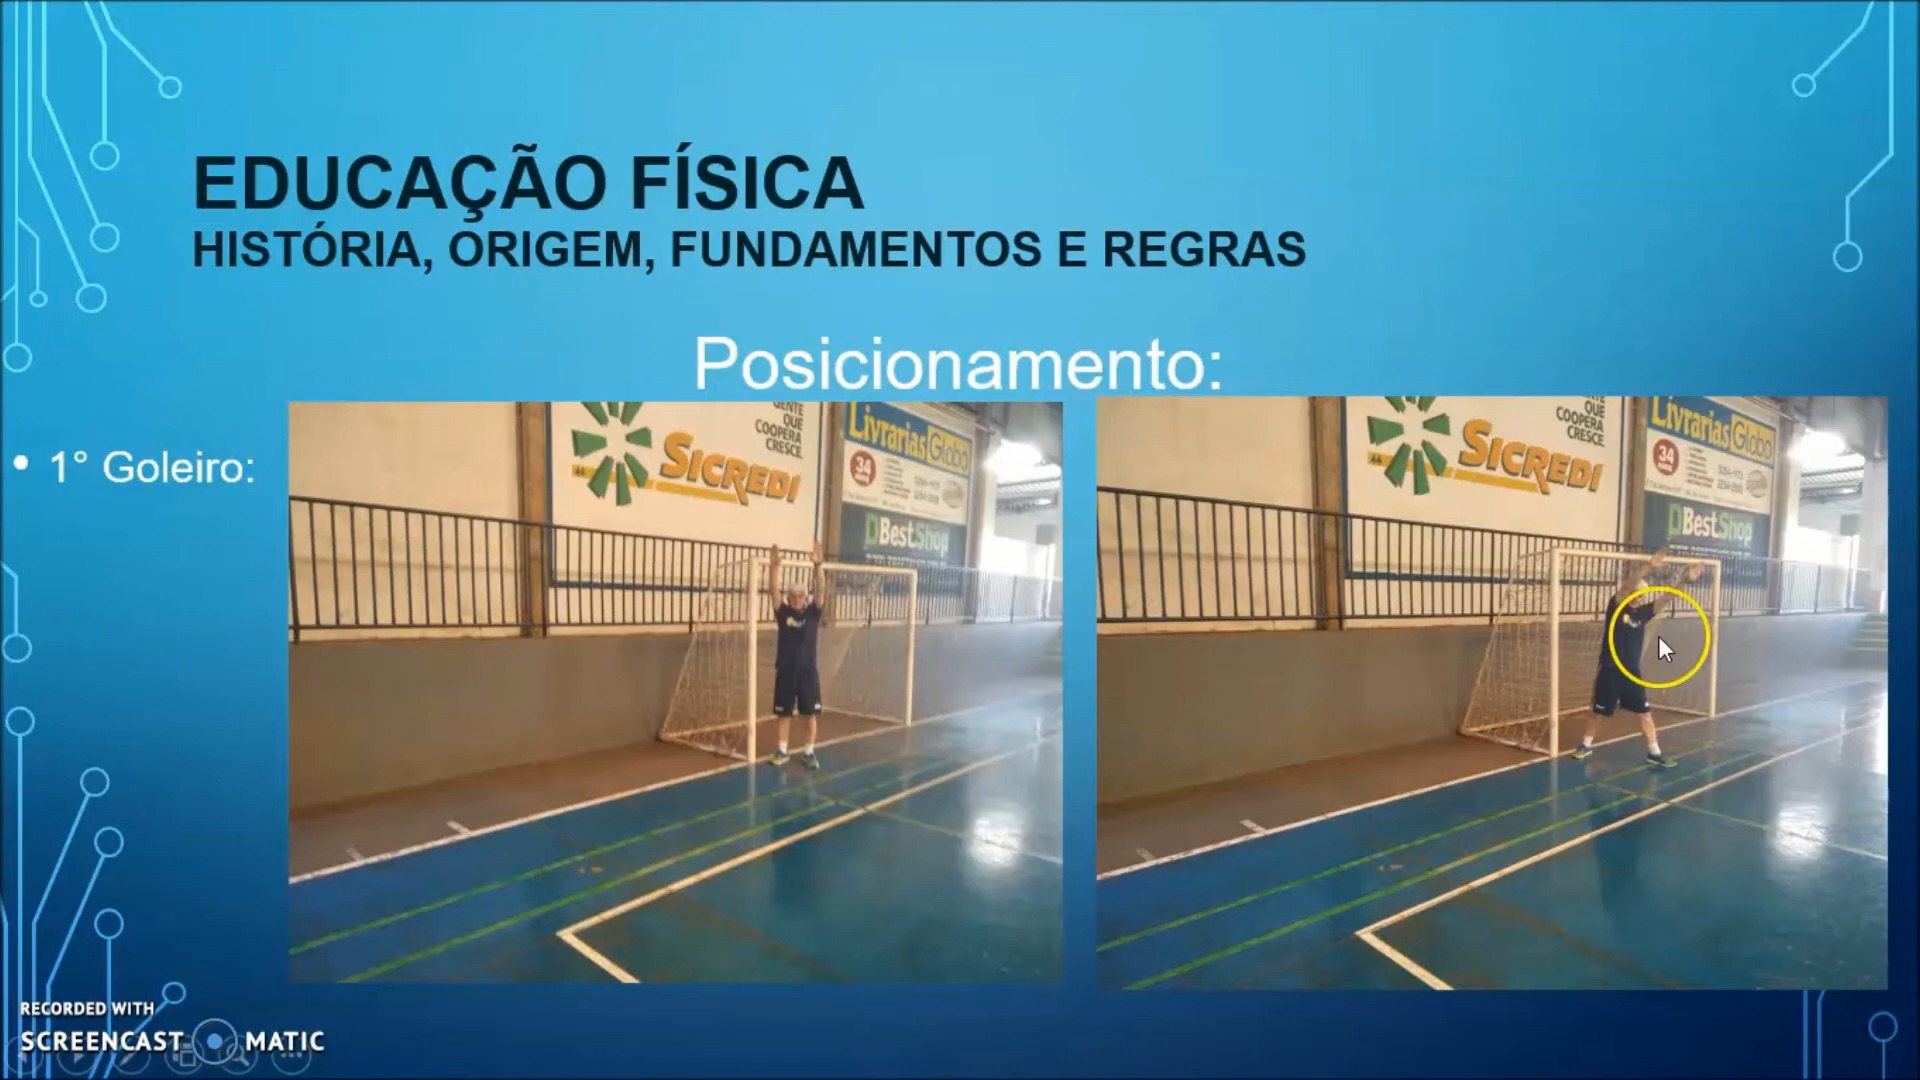 EDUCAÇÃO FÍSICA
HISTÓRIA, ORIGEM, FUNDAMENTOS E REGRAS
Posicionamento:
• 1° Goleiro:
GENTE
QUE
COOPERA
CRESCE
SICREDI
Livrarias Globo
34
BestShop
QUE
COOPERA
CRESCE
SICREDI
Livrarias Globo
34
BestShop
RECORDED WITH
SCREENCAST MATIC